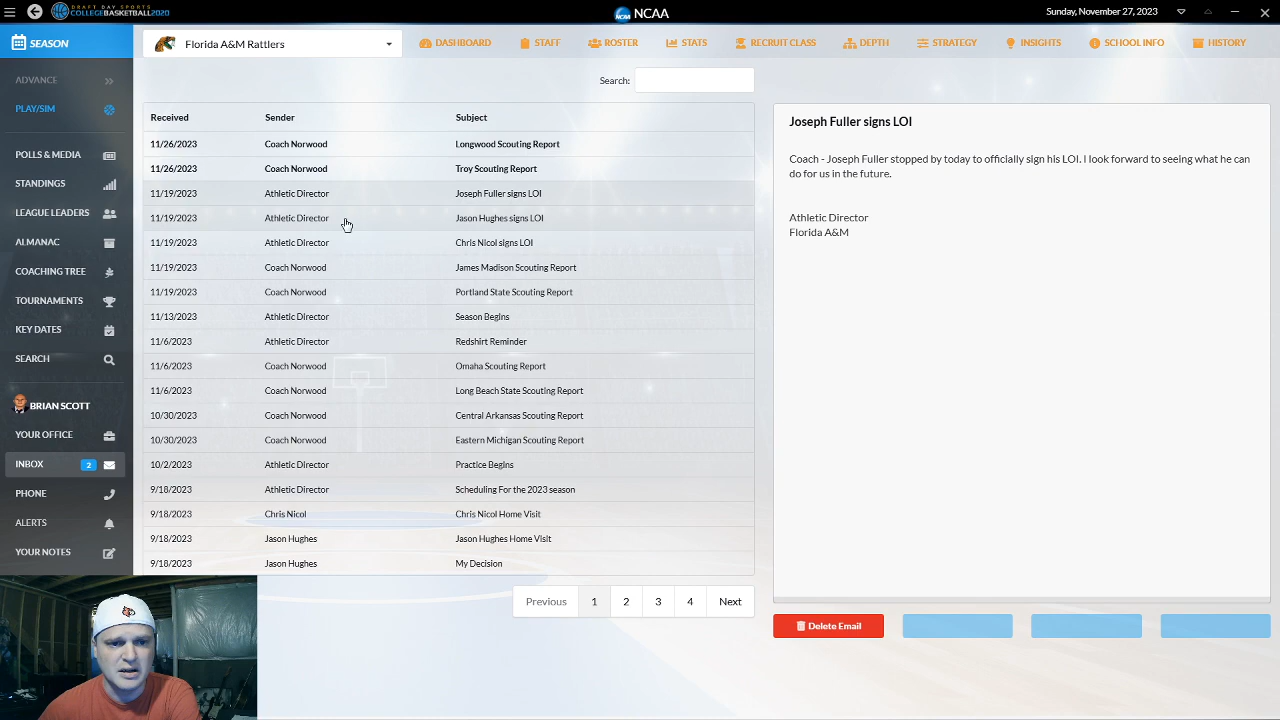 DRAFT DAY SPORTS
COLLEGE BASKETBALL 2020
NCAA
Sunday, November 27, 2023
SEASON
Florida A&M Rattlers
DASHBOARD
STAFF
ROSTER
STATS
RECRUIT CLASS
DEPTH
STRATEGY
INSIGHTS
SCHOOL INFO
HISTORY
ADVANCE
PLAY/SIM
POLLS & MEDIA
STANDINGS
LEAGUE LEADERS
ALMANAC
COACHING TREE
TOURNAMENTS
KEY DATES
SEARCH
BRIAN SCOTT
YOUR OFFICE
INBOX 2
PHONE
ALERTS
YOUR NOTES
Search:
Received Sender Subject
11/26/2023 Coach Norwood Longwood Scouting Report
11/26/2023 Coach Norwood Troy Scouting Report
11/19/2023 Athletic Director Joseph Fuller signs LOI
11/19/2023 Athletic Director Jason Hughes signs LOI
11/19/2023 Athletic Director Chris Nicol signs LOI
11/19/2023 Coach Norwood James Madison Scouting Report
11/19/2023 Coach Norwood Portland State Scouting Report
11/13/2023 Athletic Director Season Begins
11/6/2023 Athletic Director Redshirt Reminder
11/6/2023 Coach Norwood Omaha Scouting Report
11/6/2023 Coach Norwood Long Beach State Scouting Report
10/30/2023 Coach Norwood Central Arkansas Scouting Report
10/30/2023 Coach Norwood Eastern Michigan Scouting Report
10/2/2023 Athletic Director Practice Begins
9/18/2023 Athletic Director Scheduling For the 2023 season
9/18/2023 Chris Nicol Chris Nicol Home Visit
9/18/2023 Jason Hughes Jason Hughes Home Visit
9/18/2023 Jason Hughes My Decision
Previous 1 2 3 4 Next
Joseph Fuller signs LOI
Coach - Joseph Fuller stopped by today to officially sign his LOI. I look forward to seeing what he can
do for us in the future.
Athletic Director
Florida A&M
Delete Email